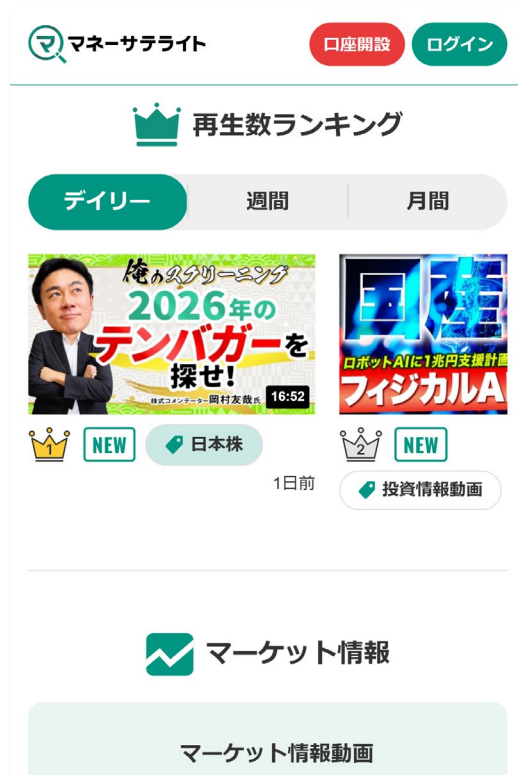 マネーサテライト
口座開設
ログイン
再生数ランキング
デイリー
週間
月間
俺のスクリーニング
2026年の
テンバガーを
探せ!
株式コメンテーター 岡村友哉氏
16:52
国産
ロボットAIに1兆円支援計画
フィジカルA
1
NEW
日本株
1日前
2
NEW
投資情報動画
マーケット情報
マーケット情報動画